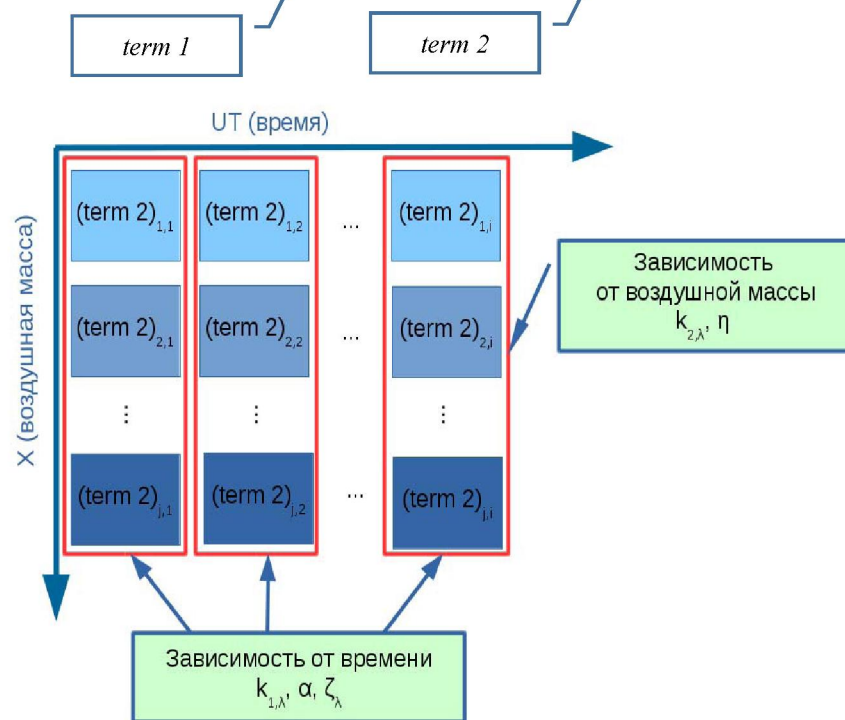 term 1 term 2
UT (время)
X (воздушная масса)
(term 2)1,1 (term 2)1,2 ... (term 2)1,i
Зависимость
от воздушной массы
k2,λ, η
(term 2)2,1 (term 2)2,2 ... (term 2)2,i
⋮ ⋮ ⋮
(term 2)j,1 (term 2)j,2 ... (term 2)j,i
Зависимость от времени
k1,λ, α, ζλ